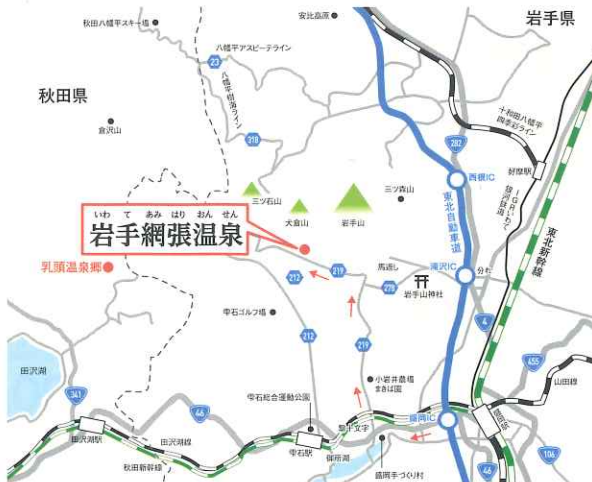 秋田八幡平スキー場
安比高原
岩手県
八幡平アスピーテライン
23
八幡平樹海ライン
秋田県
倉沢山
318
十和田八幡平
四季彩ライン
282
好摩駅
西根IC
IGRいわて
銀河鉄道
三ツ石山
犬倉山
岩手山
三ツ森山
東北自動車道
東北新幹線
いわてあみはりおんせん
岩手網張温泉
乳頭温泉郷
212
219
馬返し
278
岩手山神社
滝沢IC
分れ
雫石ゴルフ場
4
212
219
田沢湖
小岩井農場
まきば園
455
山田線
341
46
雫石総合運動公園
盛岡IC
盛岡駅
田沢湖駅
田沢湖線
秋田新幹線
雫石駅
御所湖
盛岡手づくり村
46
106